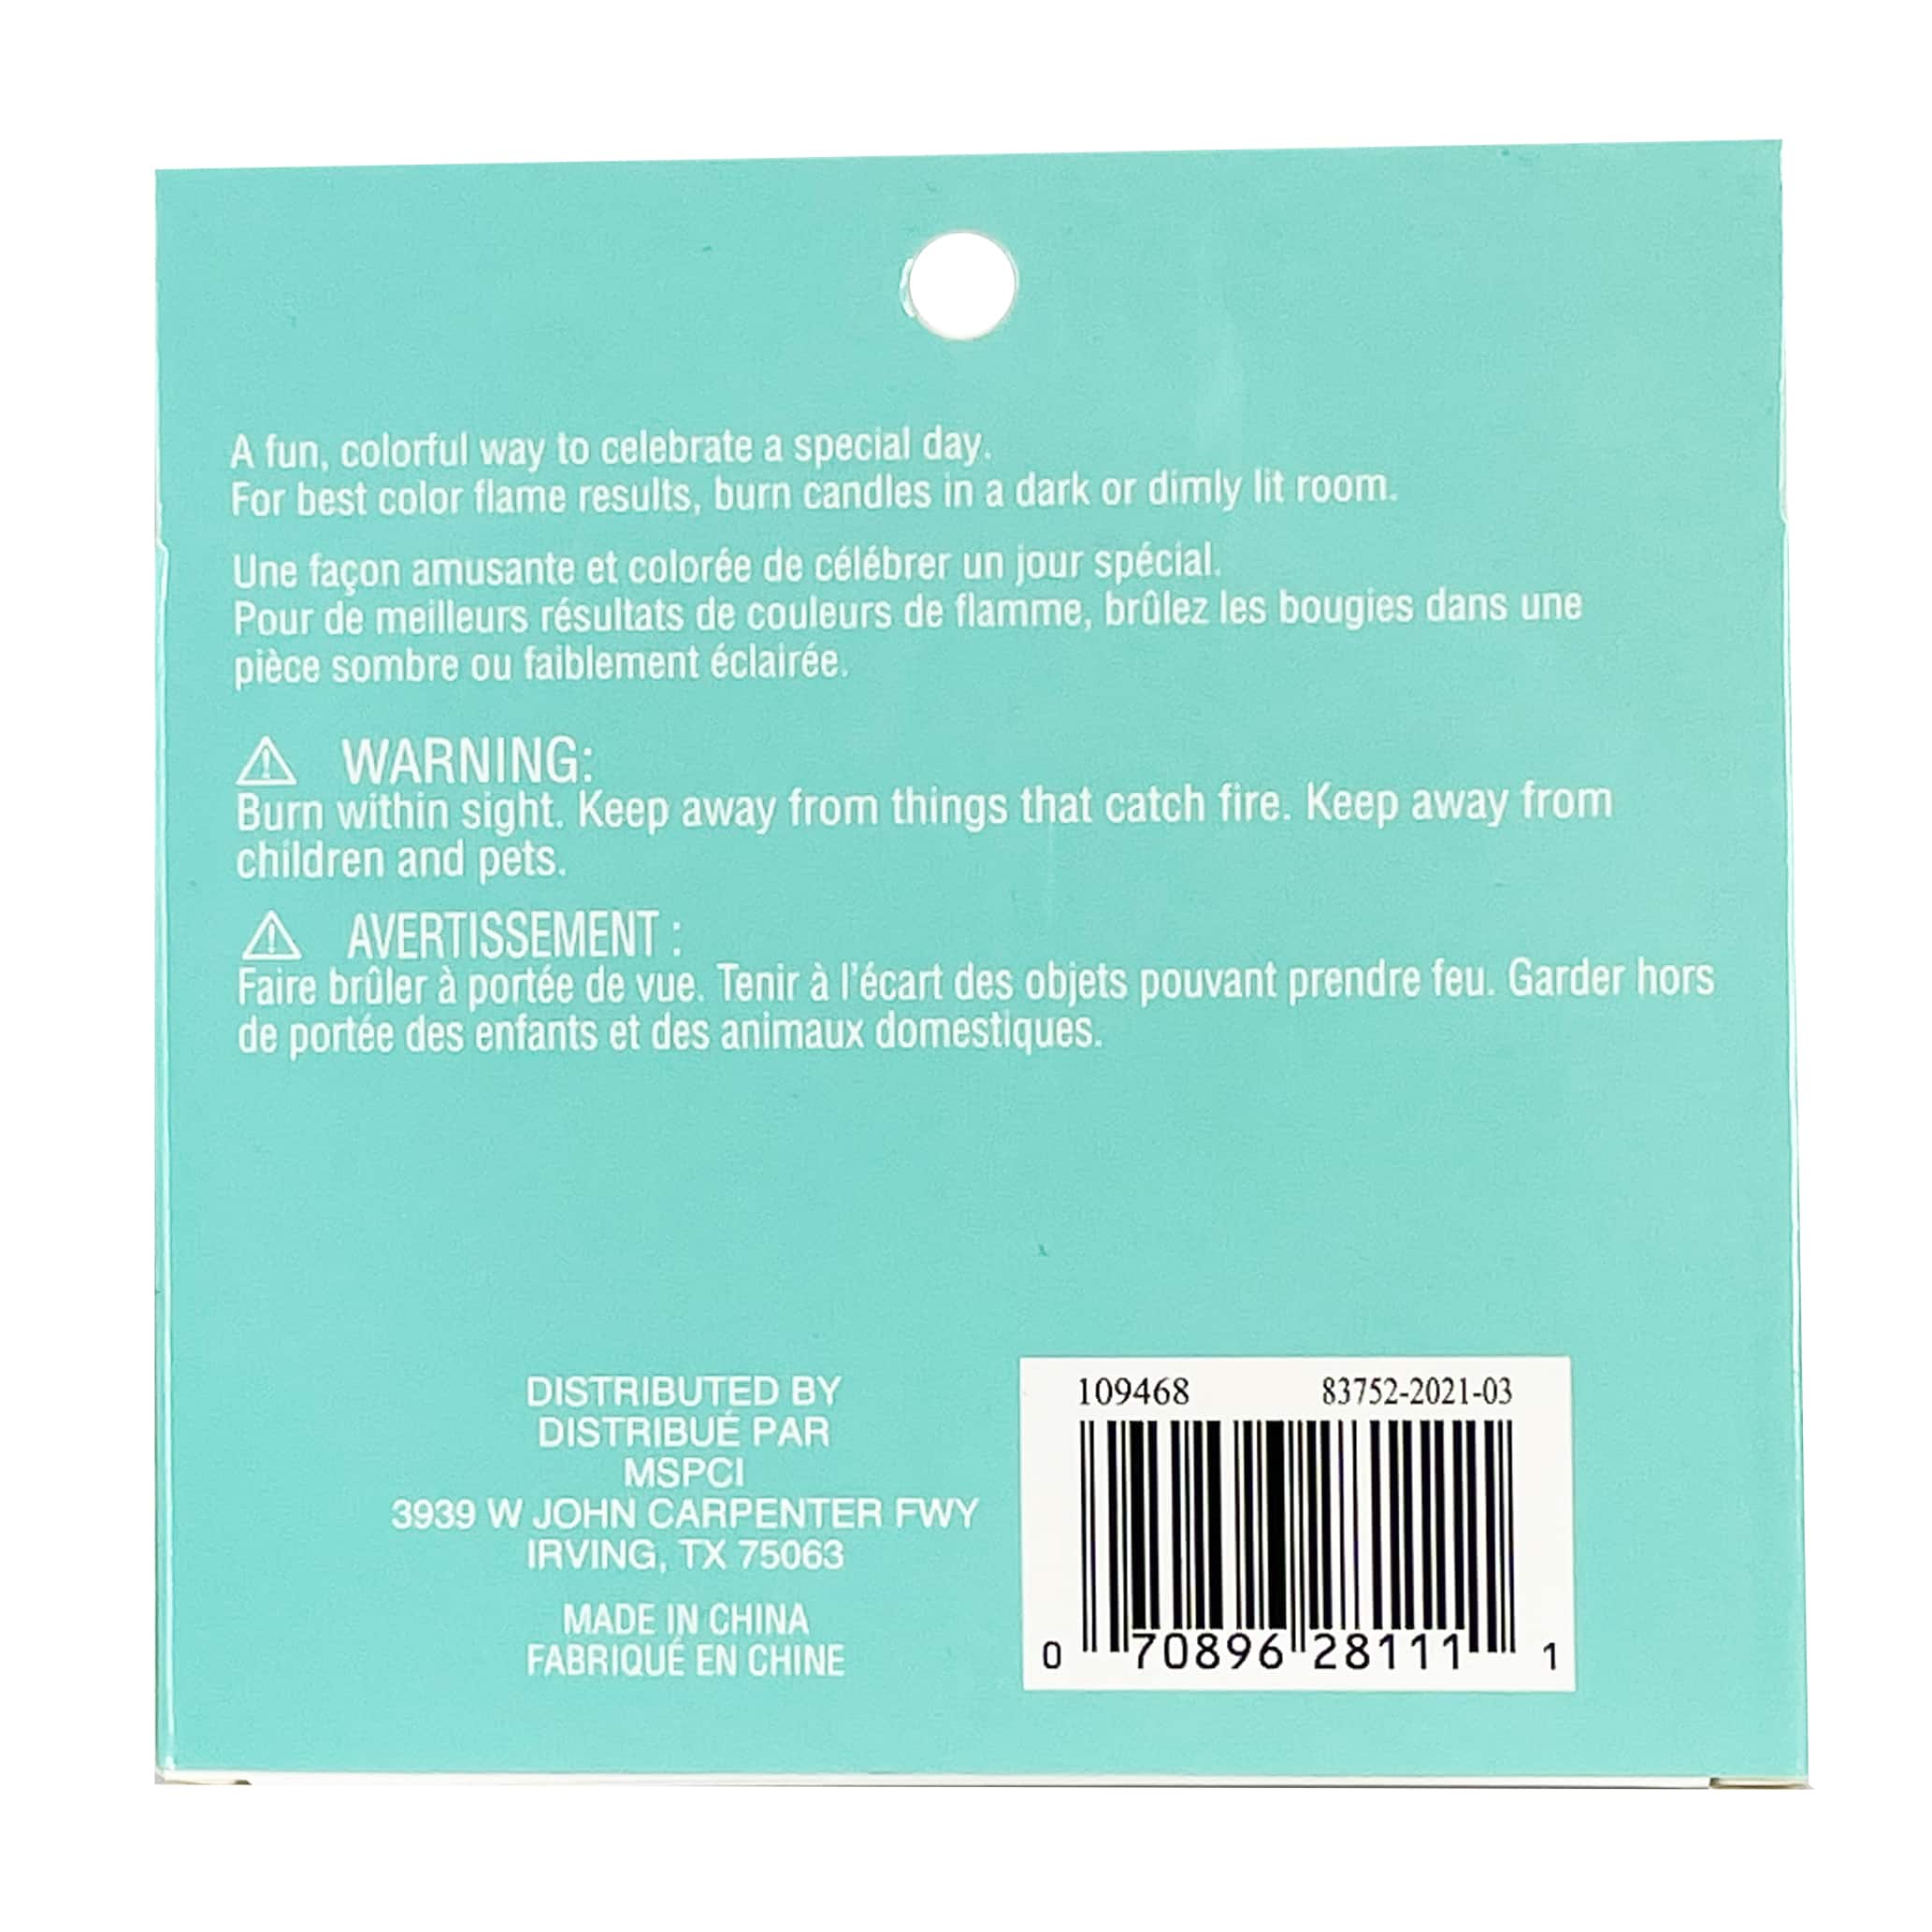 A fun, colorful way to celebrate a special day.
For best color flame results, burn candles in a dark or dimly lit room.
Une façon amusante et colorée de célébrer un jour spécial.
Pour de meilleurs résultats de couleurs de flamme, brûlez les bougies dans une
pièce sombre ou faiblement éclairée.
⚠ WARNING:
Burn within sight. Keep away from things that catch fire. Keep away from
children and pets.
⚠ AVERTISSEMENT :
Faire brûler à portée de vue. Tenir à l'écart des objets pouvant prendre feu. Garder hors
de portée des enfants et des animaux domestiques.
DISTRIBUTED BY
DISTRIBUÉ PAR
MSPCI
3939 W JOHN CARPENTER FWY
IRVING, TX 75063
MADE IN CHINA
FABRIQUÉ EN CHINE
109468 83752-2021-03
0 70896 28111 1